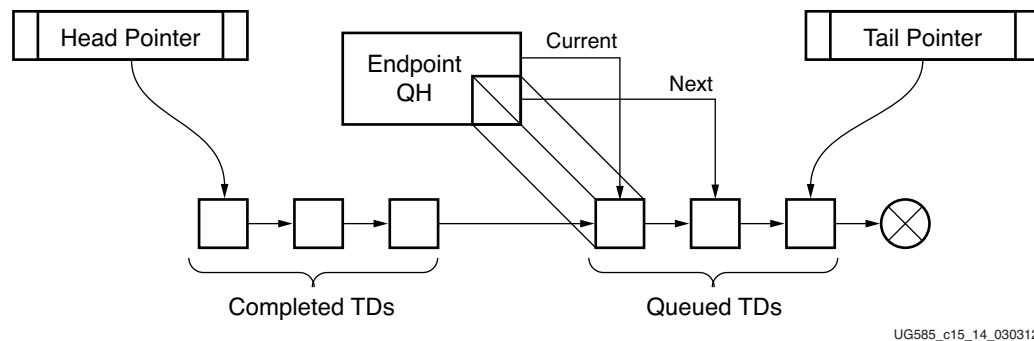 Head Pointer
Endpoint
QH
Current
Next
Tail Pointer
Completed TDs
Queued TDs
UG585_c15_14_030312